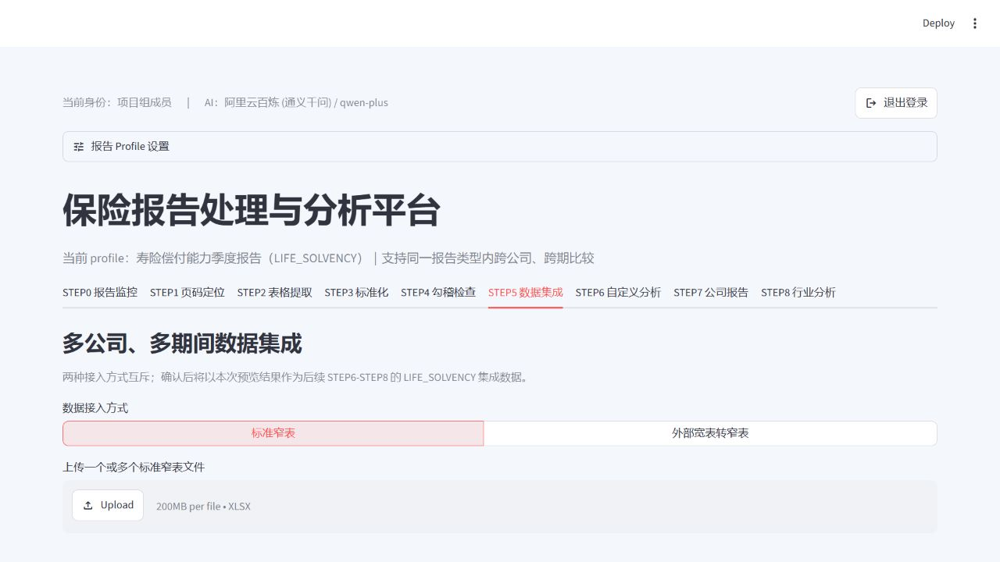 Deploy
当前身份：项目组成员 | AI：阿里云百炼 (通义千问) / qwen-plus
退出登录
报告 Profile 设置
保险报告处理与分析平台
当前 profile：寿险偿付能力季度报告（LIFE_SOLVENCY）｜支持同一报告类型内跨公司、跨期比较
STEP0 报告监控 STEP1 页码定位 STEP2 表格提取 STEP3 标准化 STEP4 勾稽检查 STEP5 数据集成 STEP6 自定义分析 STEP7 公司报告 STEP8 行业分析
多公司、多期间数据集成
两种接入方式互斥；确认后将以本次预览结果作为后续 STEP6-STEP8 的 LIFE_SOLVENCY 集成数据。
数据接入方式
标准窄表 外部宽表转窄表
上传一个或多个标准窄表文件
Upload 200MB per file • XLSX